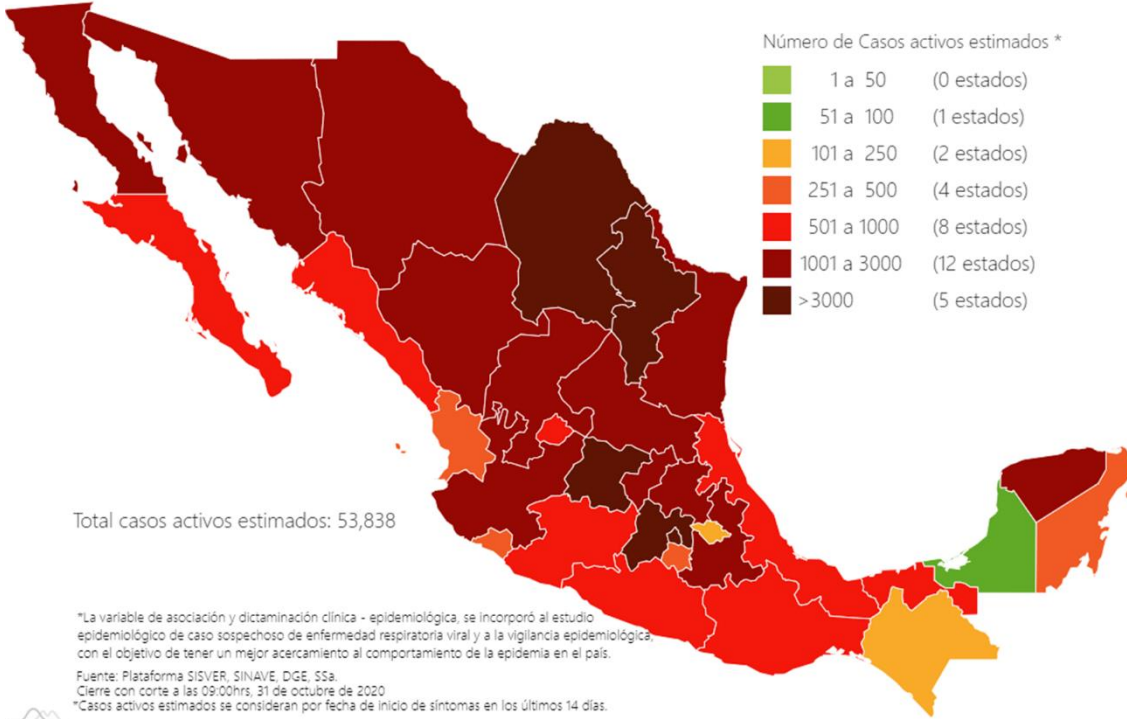 Número de Casos activos estimados *
1 a 50 (0 estados)
51 a 100 (1 estados)
101 a 250 (2 estados)
251 a 500 (4 estados)
501 a 1000 (8 estados)
1001 a 3000 (12 estados)
>3000 (5 estados)
Total casos activos estimados: 53,838
*La variable de asociación y dictaminación clínica - epidemiológica, se incorporó al estudio
epidemiológico de caso sospechoso de enfermedad respiratoria viral y a la vigilancia epidemiológica,
con el objetivo de tener un mejor acercamiento al comportamiento de la epidemia en el país.
Fuente: Plataforma SISVER, SINAVE, DGE, SSa.
Cierre con corte a las 09:00hrs, 31 de octubre de 2020
*Casos activos estimados se consideran por fecha de inicio de síntomas en los últimos 14 días.